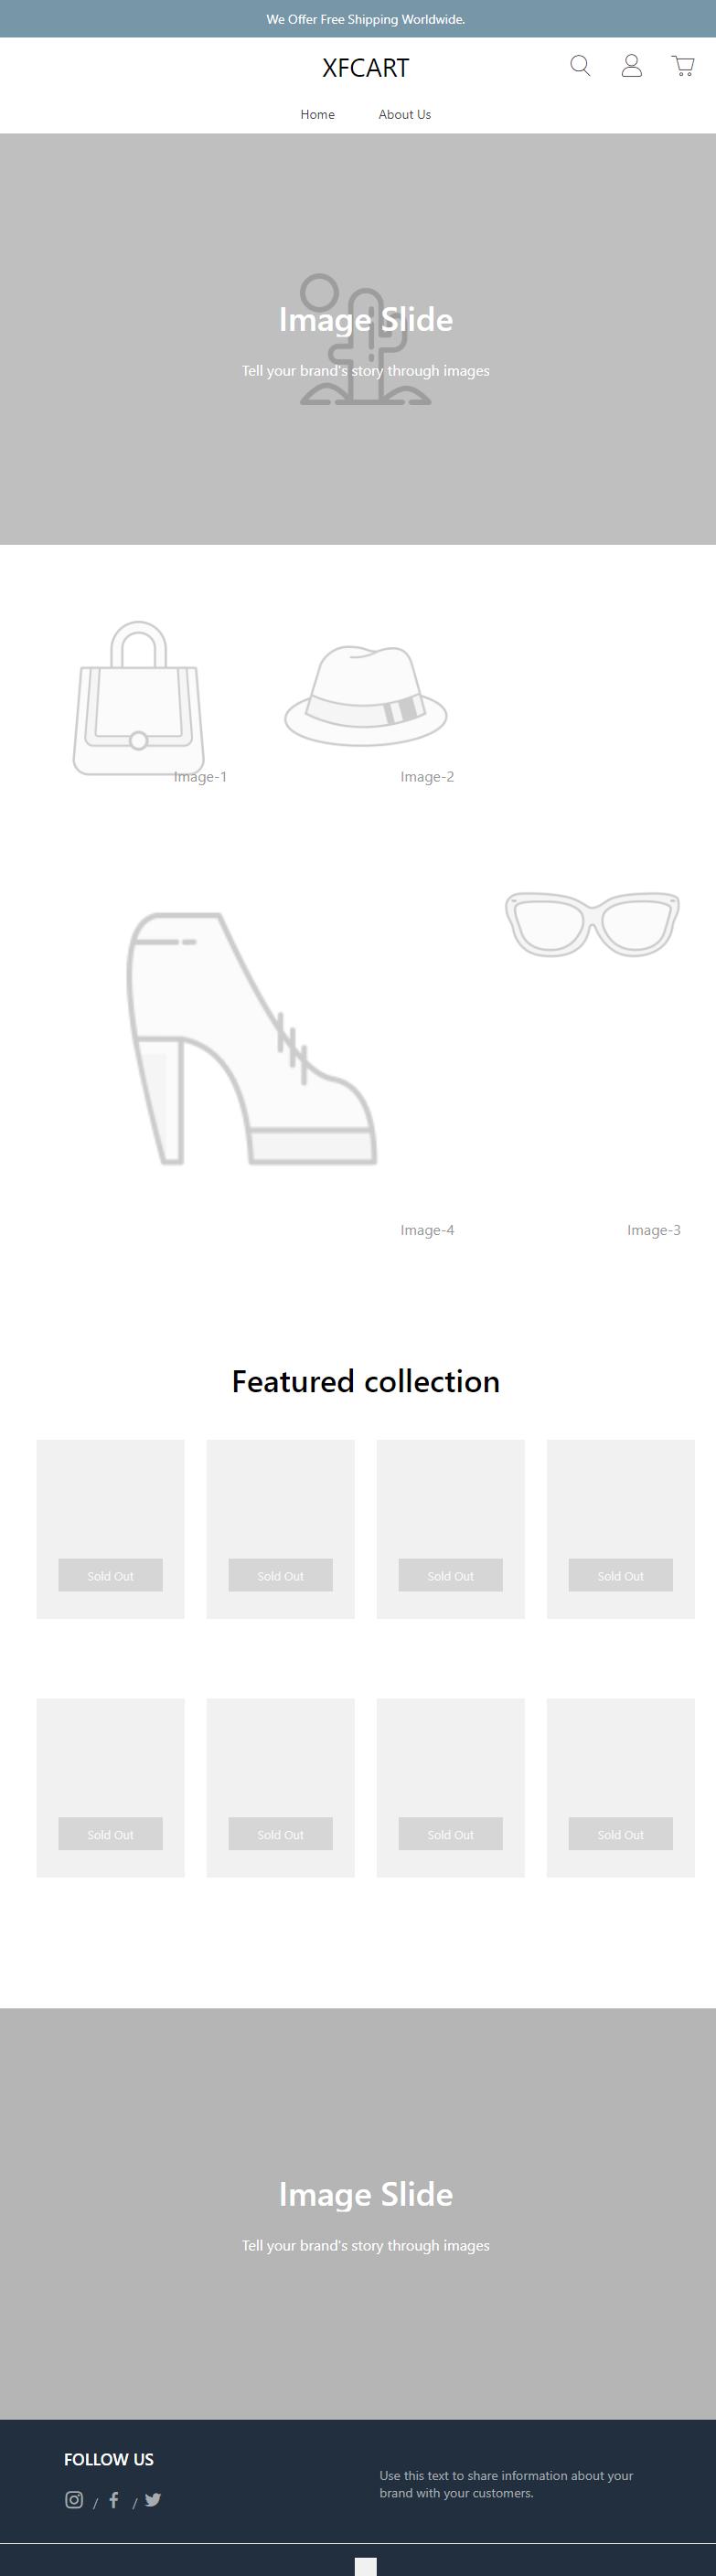 We Offer Free Shipping Worldwide.
XFCART
Home
About Us
Image Slide
Tell your brand's story through images
Image-1
Image-2
Image-4
Image-3
Featured collection
Sold Out
Sold Out
Sold Out
Sold Out
Sold Out
Sold Out
Sold Out
Sold Out
Image Slide
Tell your brand's story through images
FOLLOW US
/ /
Use this text to share information about your
brand with your customers.